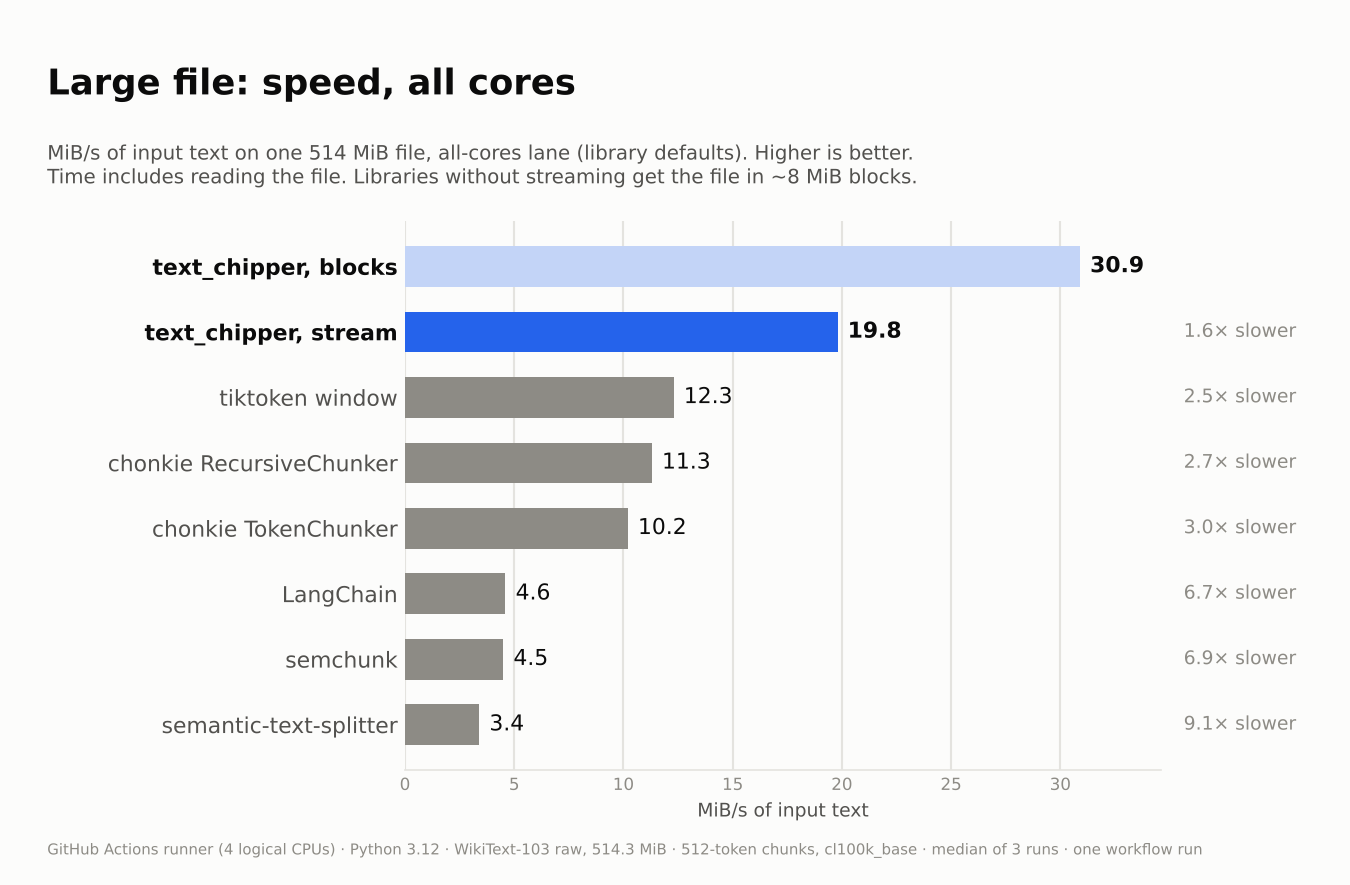 Large file: speed, all cores
MiB/s of input text on one 514 MiB file, all-cores lane (library defaults). Higher is better.
Time includes reading the file. Libraries without streaming get the file in ~8 MiB blocks.
text_chipper, blocks 30.9
text_chipper, stream 19.8 1.6× slower
tiktoken window 12.3 2.5× slower
chonkie RecursiveChunker 11.3 2.7× slower
chonkie TokenChunker 10.2 3.0× slower
LangChain 4.6 6.7× slower
semchunk 4.5 6.9× slower
semantic-text-splitter 3.4 9.1× slower
0 5 10 15 20 25 30
MiB/s of input text
GitHub Actions runner (4 logical CPUs) · Python 3.12 · WikiText-103 raw, 514.3 MiB · 512-token chunks, cl100k_base · median of 3 runs · one workflow run